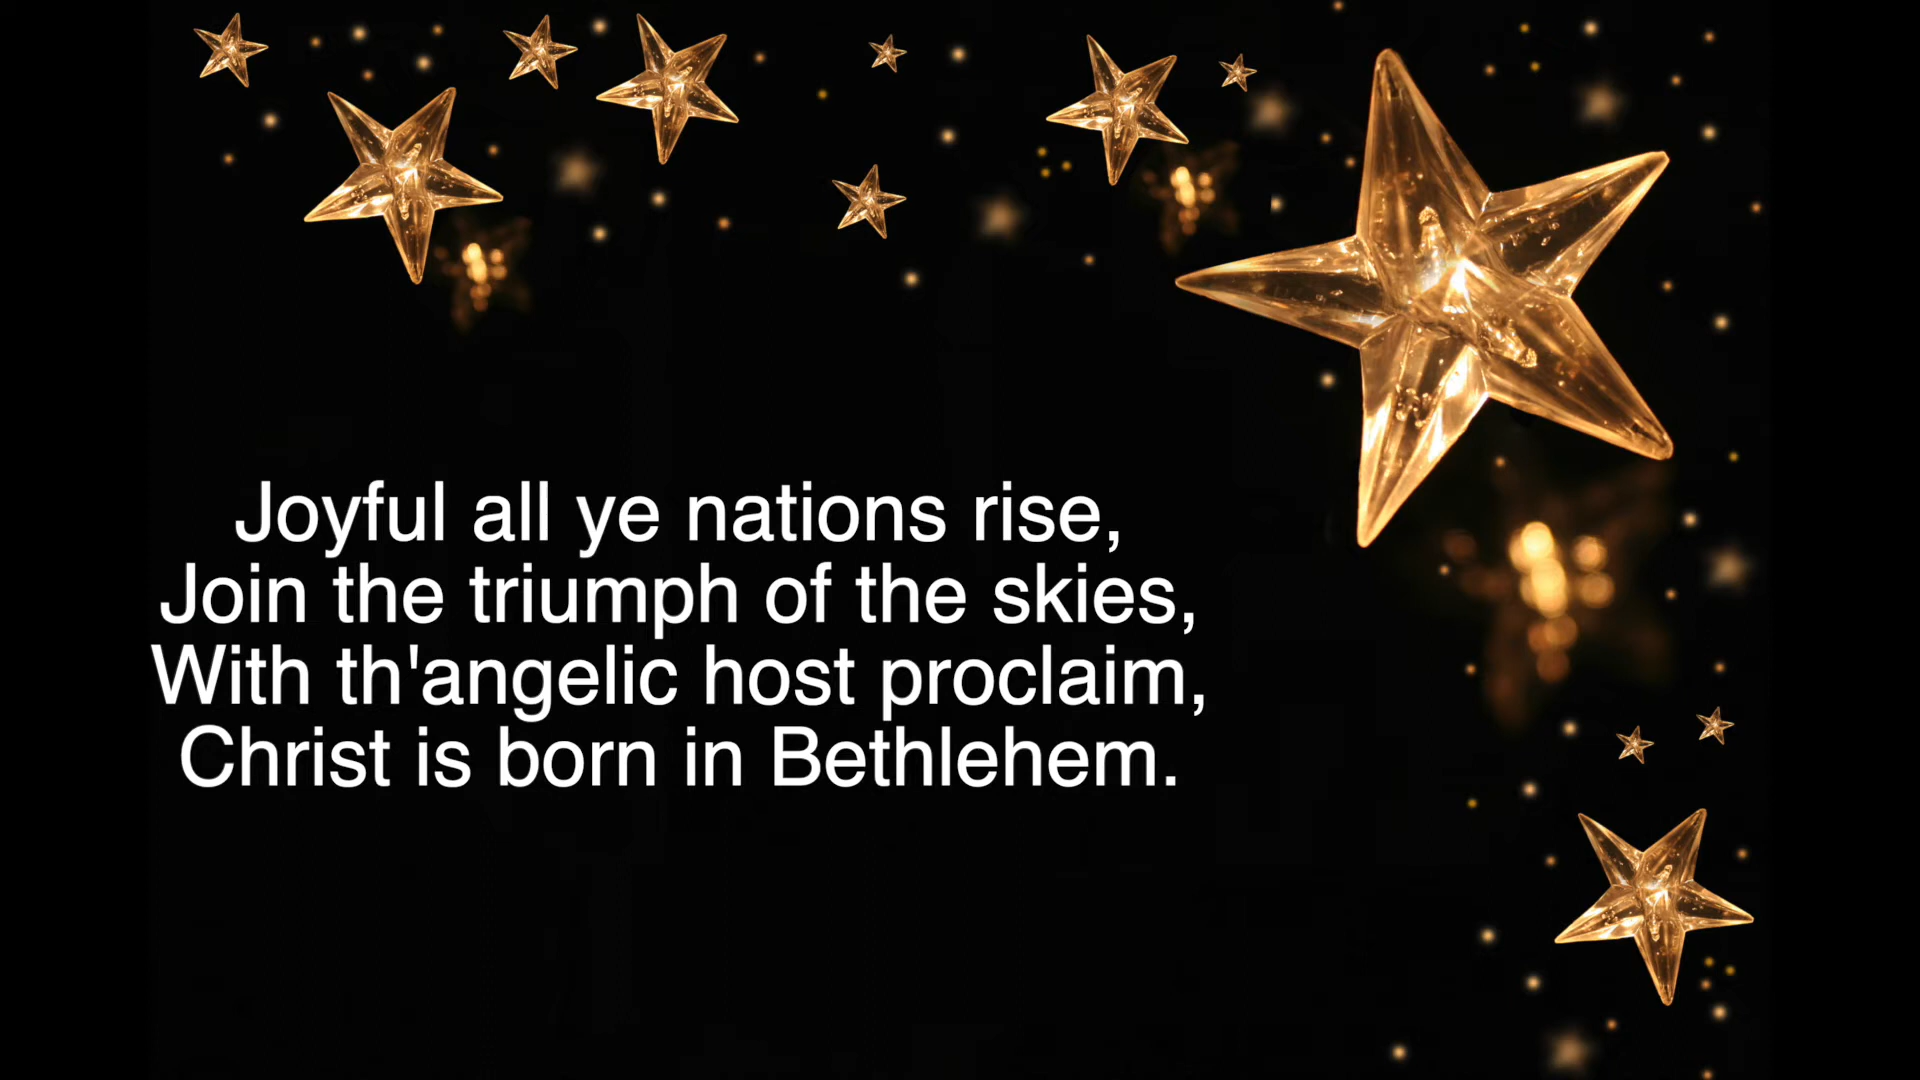 Joyful all ye nations rise,
Join the triumph of the skies,
With th'angelic host proclaim,
Christ is born in Bethlehem.